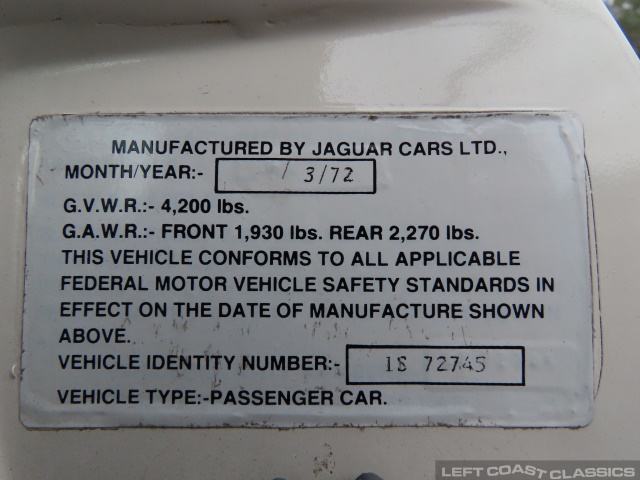 MANUFACTURED BY JAGUAR CARS LTD.,
MONTH/YEAR:- / 3/72
G.V.W.R.:- 4,200 lbs.
G.A.W.R.:- FRONT 1,930 lbs. REAR 2,270 lbs.
THIS VEHICLE CONFORMS TO ALL APPLICABLE
FEDERAL MOTOR VEHICLE SAFETY STANDARDS IN
EFFECT ON THE DATE OF MANUFACTURE SHOWN
ABOVE.
VEHICLE IDENTITY NUMBER:- 1S 72745
VEHICLE TYPE:-PASSENGER CAR.
LEFT COAST CLASSICS